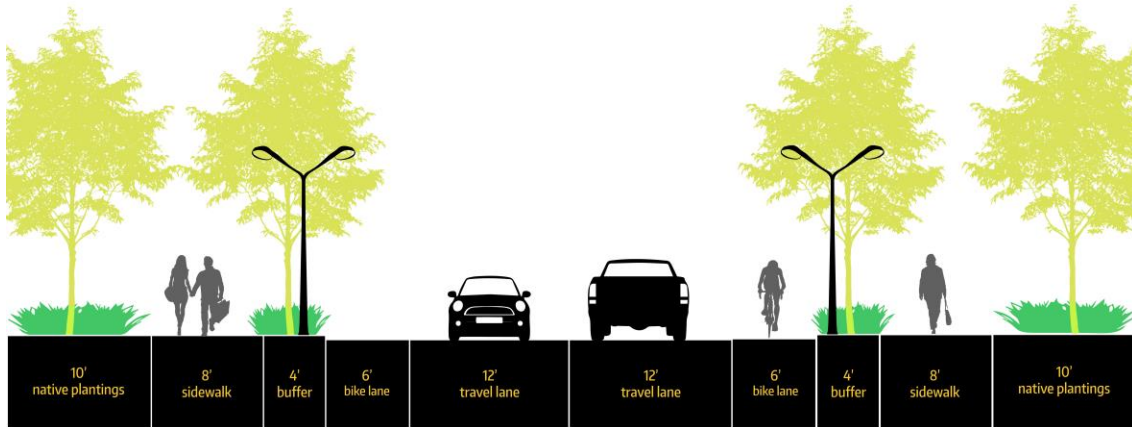 10'
native plantings
8'
sidewalk
4'
buffer
6'
bike lane
12'
travel lane
12'
travel lane
6'
bike lane
4'
buffer
8'
sidewalk
10'
native plantings